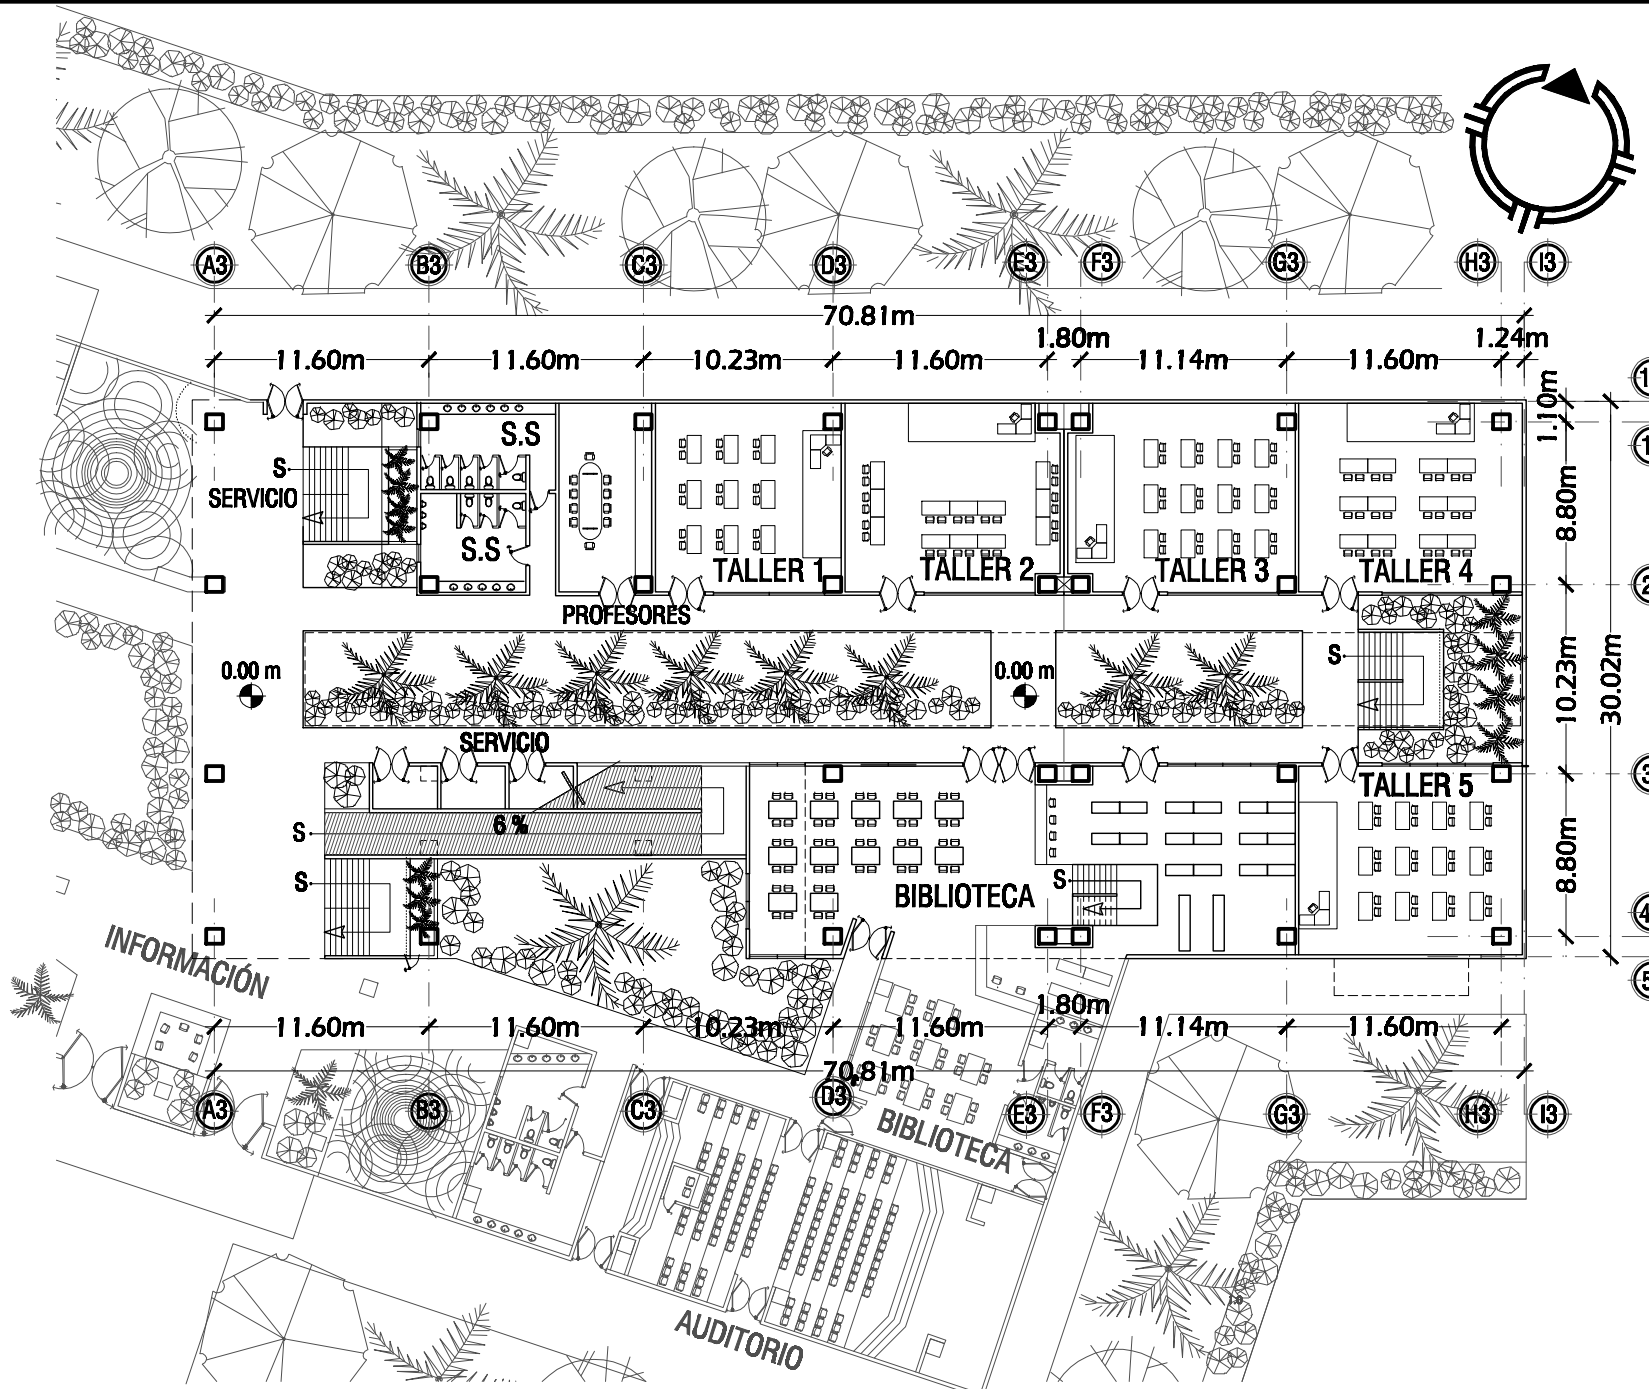 A3 B3 C3 D3 E3 F3 G3 H3 I3
70.81m
1.80m 1.24m
11.60m 11.60m 10.23m 11.60m 11.14m 11.60m
1.10m
S.S
S
SERVICIO
8.80m
S.S
TALLER 1 TALLER 2 TALLER 3 TALLER 4
PROFESORES
0.00 m 0.00 m S
10.23m 30.02m
SERVICIO
TALLER 5
6 %
S
S S
BIBLIOTECA
8.80m
INFORMACIÓN
1.80m
11.60m 11.60m 10.23m 11.60m 11.14m 11.60m
70.81m
A3 B3 C3 D3 E3 F3 G3 H3 I3
BIBLIOTECA
AUDITORIO